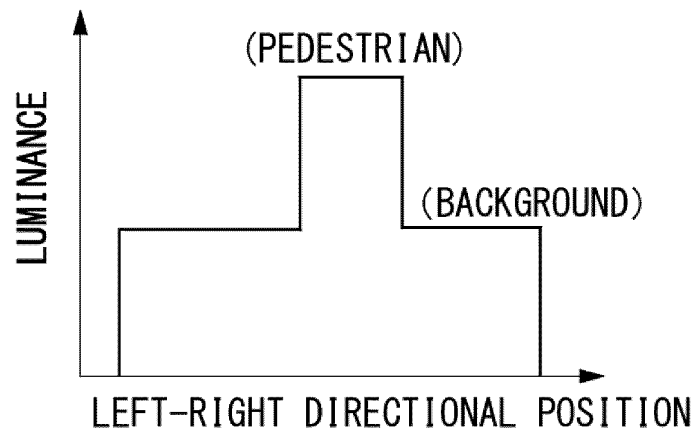 (PEDESTRIAN)
LUMINANCE
(BACKGROUND)
LEFT-RIGHT DIRECTIONAL POSITION